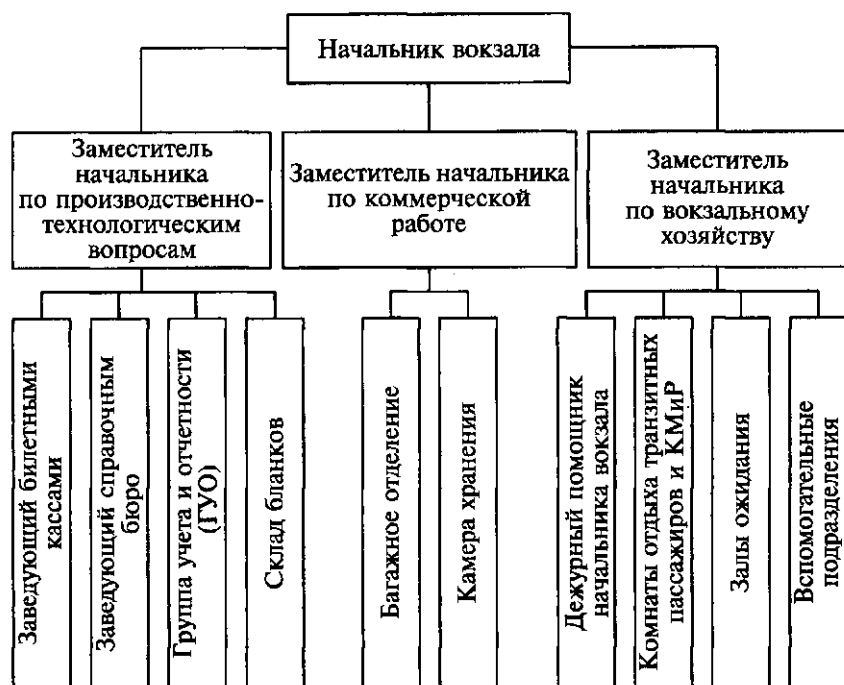 Начальник вокзала
Заместитель
начальника
по производственно-
технологическим
вопросам
Заместитель начальника
по коммерческой
работе
Заместитель
начальника
по вокзальному
хозяйству
Заведующий билетными
кассами
Заведующий справочным
бюро
Группа учета и отчетности
(ГУО)
Склад бланков
Багажное отделение
Камера хранения
Дежурный помощник
начальника вокзала
Комнаты отдыха транзитных
пассажиров и КМиР
Залы ожидания
Вспомогательные
подразделения